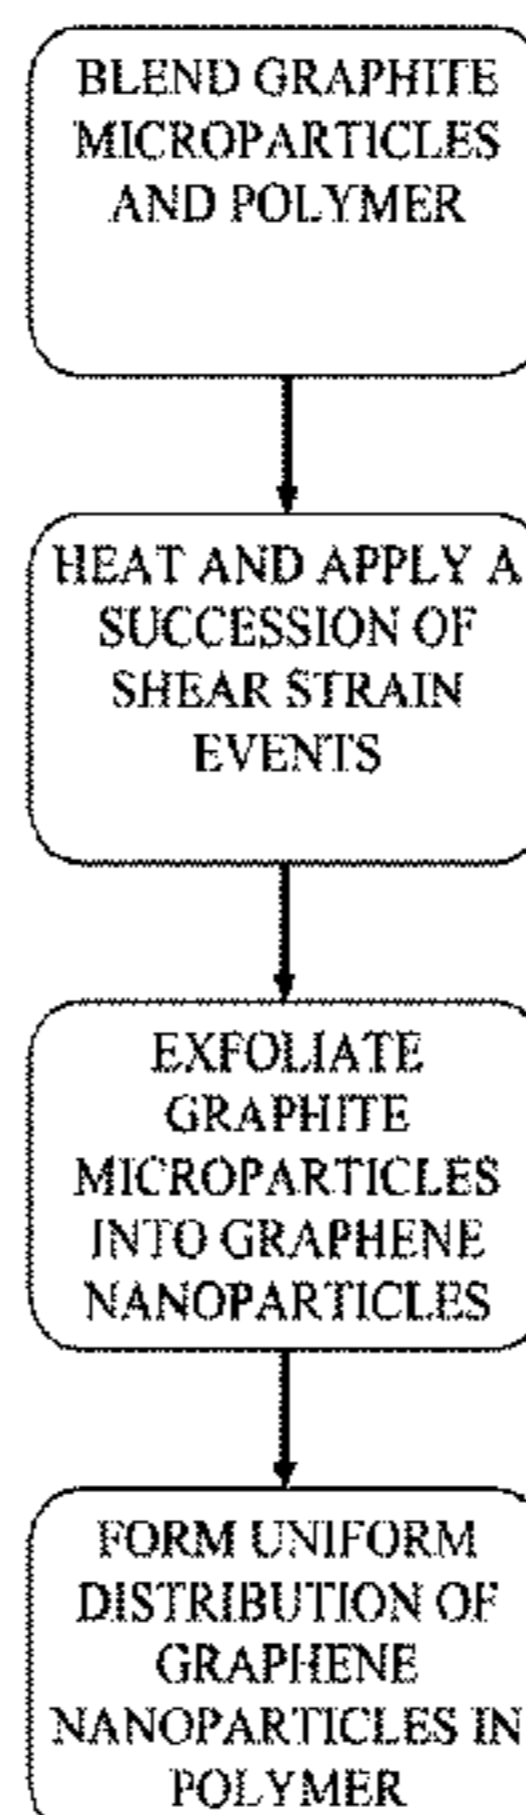 BLEND GRAPHITE
MICROPARTICLES
AND POLYMER
HEAT AND APPLY A
SUCCESSION OF
SHEAR STRAIN
EVENTS
EXFOLIATE
GRAPHITE
MICROPARTICLES
INTO GRAPHENE
NANOPARTICLES
FORM UNIFORM
DISTRIBUTION OF
GRAPHENE
NANOPARTICLES IN
POLYMER